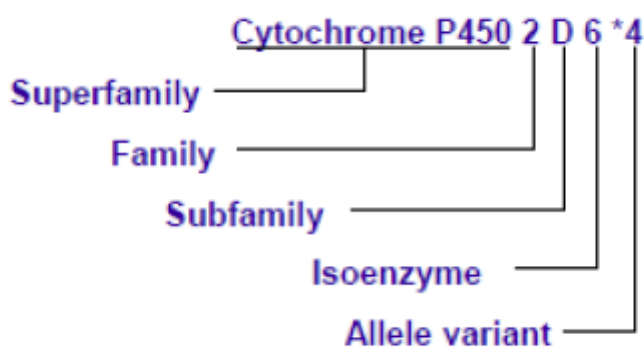 Cytochrome P450 2 D 6 *4
Superfamily
Family
Subfamily
Isoenzyme
Allele variant